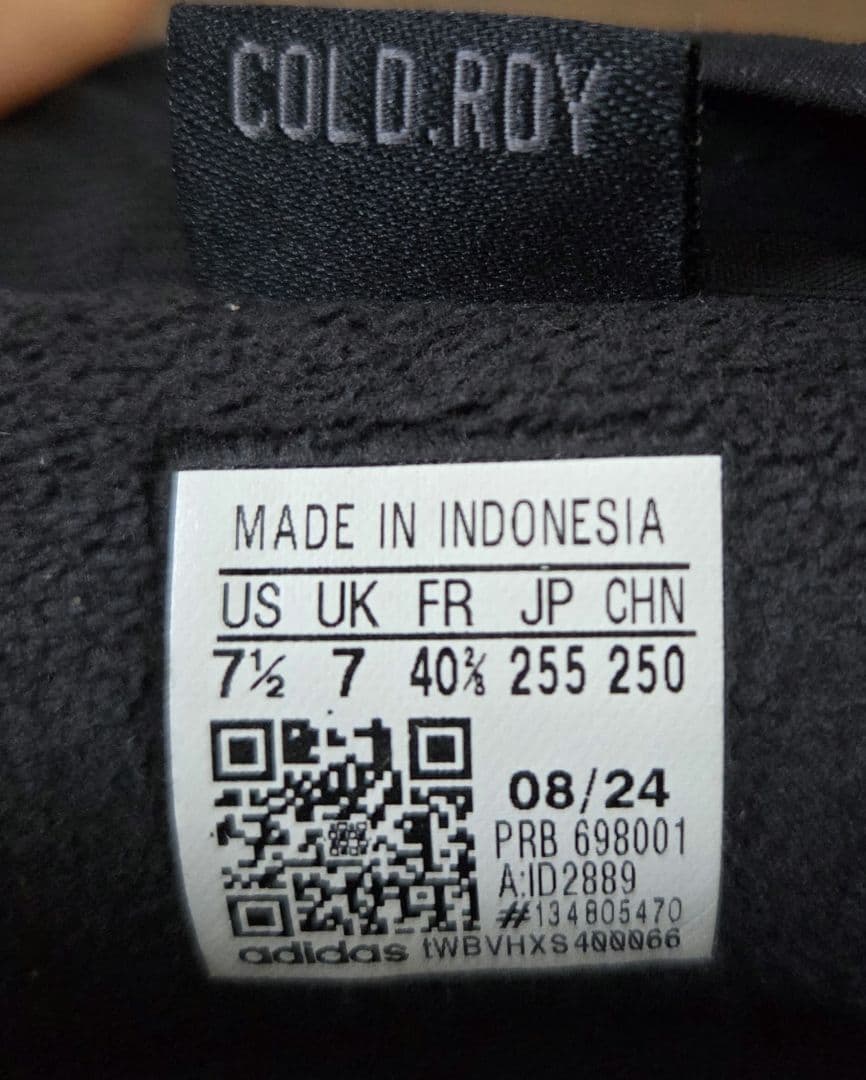 COLD.RDY
MADE IN INDONESIA
US UK FR JP CHN
7½ 7 40⅔ 255 250
08/24
PRB 698001
A:ID2889
#134805470
adidas tWBVHXS400066